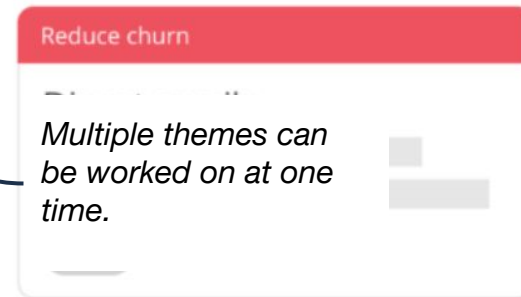 Reduce churn
Multiple themes can
be worked on at one
time.